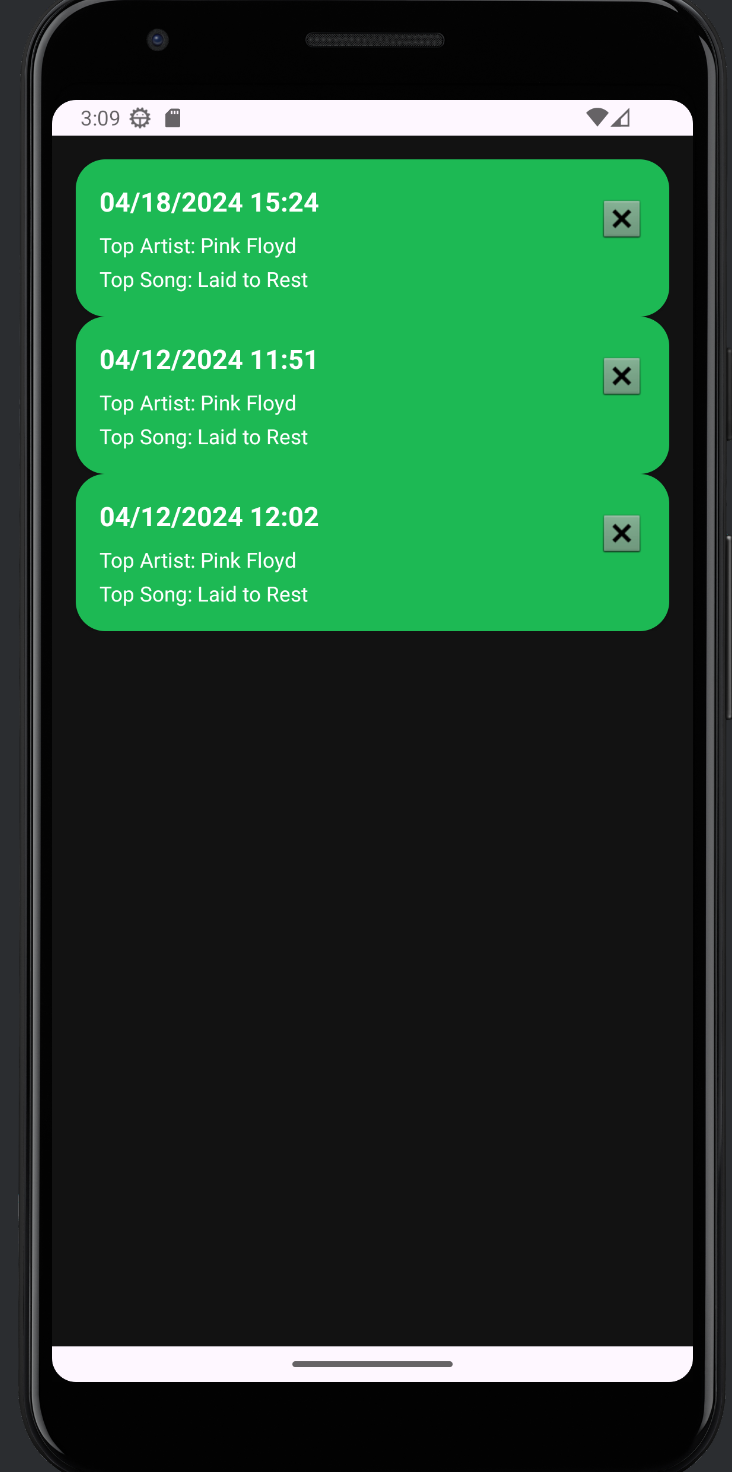 3:09
04/18/2024 15:24
Top Artist: Pink Floyd
Top Song: Laid to Rest
04/12/2024 11:51
Top Artist: Pink Floyd
Top Song: Laid to Rest
04/12/2024 12:02
Top Artist: Pink Floyd
Top Song: Laid to Rest